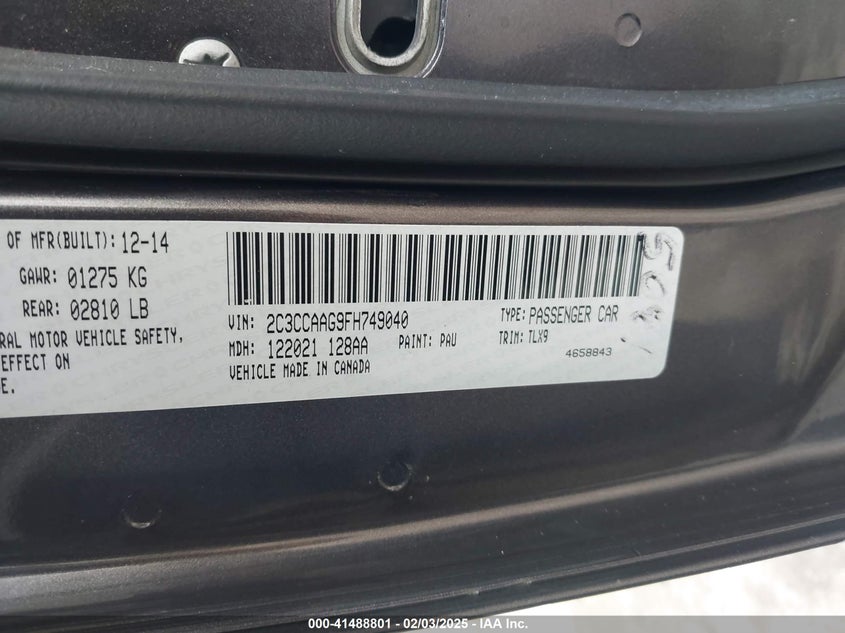 OF MFR(BUILT): 12-14
GAWR: 01275 KG
REAR: 02810 LB
RAL MOTOR VEHICLE SAFETY,
EFFECT ON
E.
VIN: 2C3CCAAG9FH749040
TYPE: PASSENGER CAR
MDH: 122021 128AA
PAINT: PAU
TRIM: TLX9
VEHICLE MADE IN CANADA
4658843
000-41488801 - 02/03/2025 - IAA Inc.